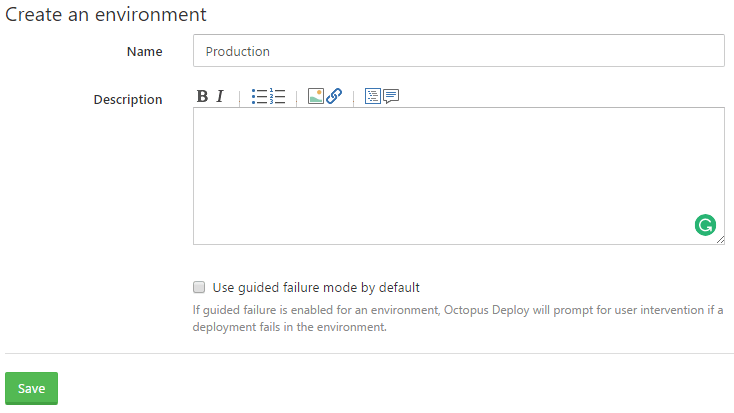 Create an environment
Name
Production
Description
B I
Use guided failure mode by default
If guided failure is enabled for an environment, Octopus Deploy will prompt for user intervention if a
deployment fails in the environment.
Save